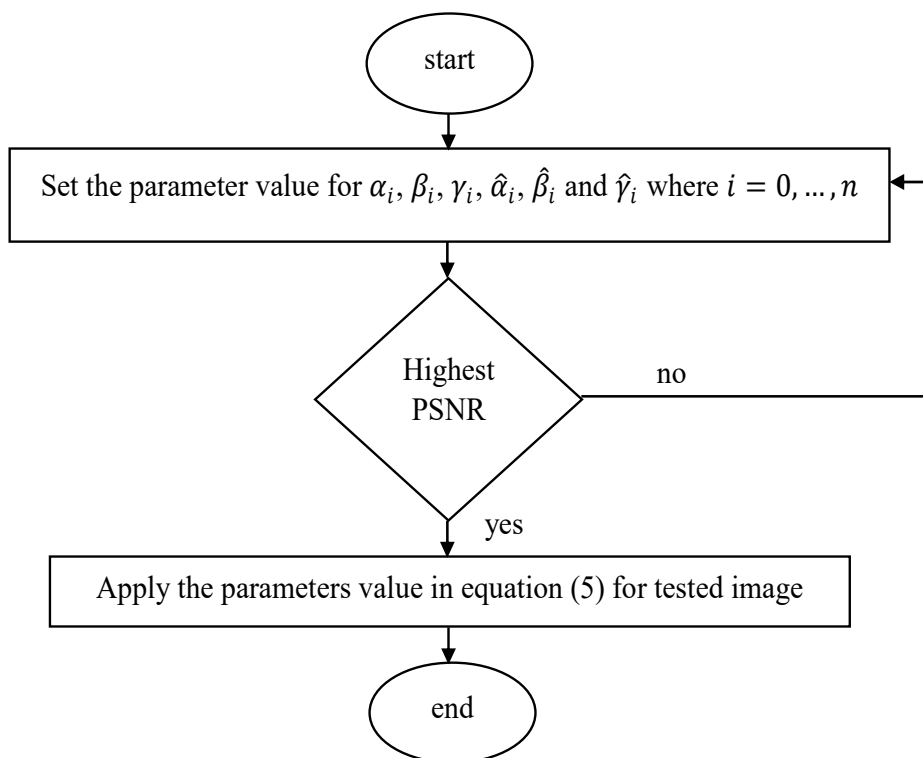 start
Set the parameter value for 𝛼ᵢ, 𝛽ᵢ, 𝛾ᵢ, 𝛼̂ᵢ, 𝛽̂ᵢ and 𝛾̂ᵢ where 𝑖 = 0, … , 𝑛
Highest
PSNR
no
yes
Apply the parameters value in equation (5) for tested image
end